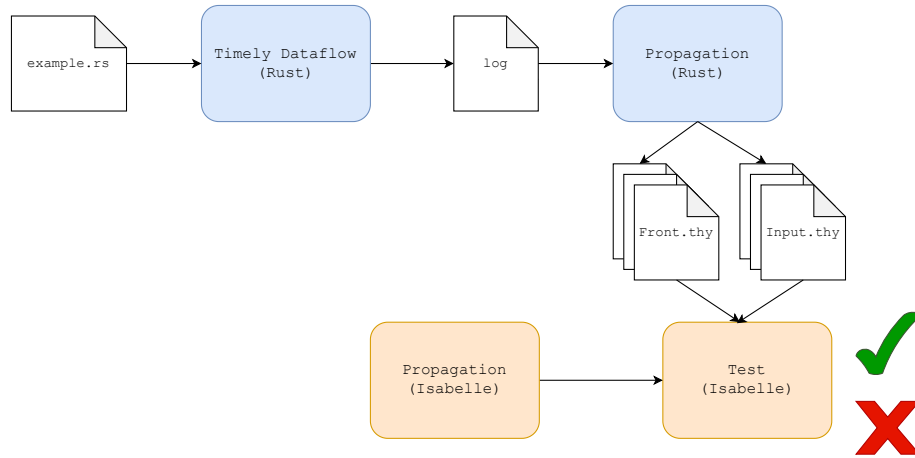 example.rs
Timely Dataflow
(Rust)
log
Propagation
(Rust)
Front.thy
Input.thy
Propagation
(Isabelle)
Test
(Isabelle)